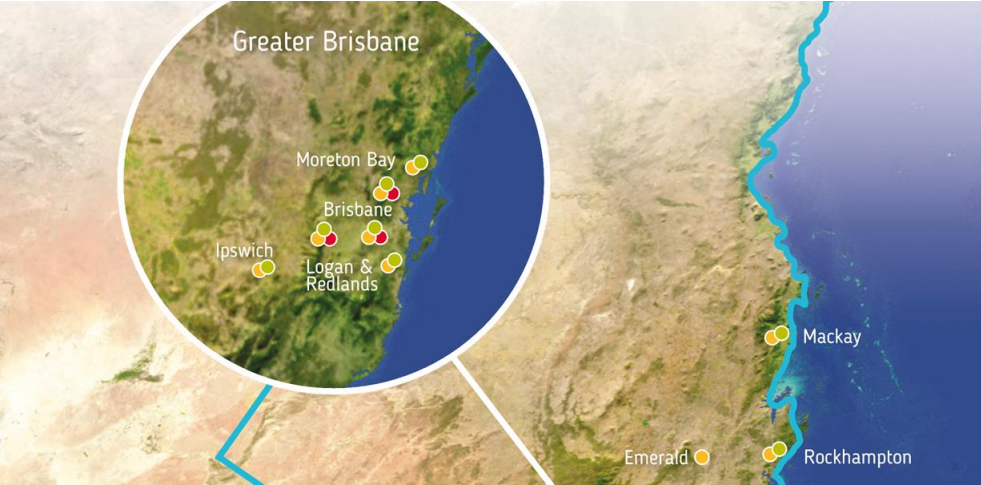 Greater Brisbane
Moreton Bay
Brisbane
Ipswich
Logan &
Redlands
Mackay
Emerald
Rockhampton